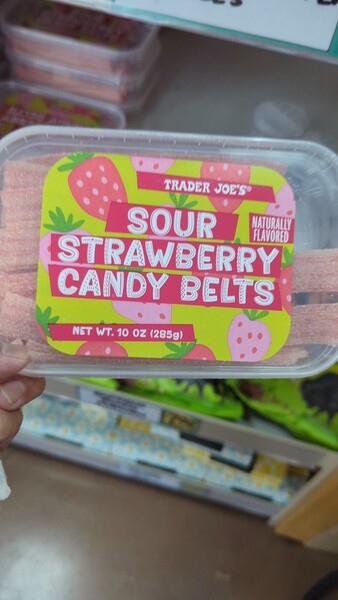 TRADER JOE'S®
SOUR
NATURALLY
FLAVORED
STRAWBERRY
CANDY BELTS
NET WT. 10 OZ (285g)